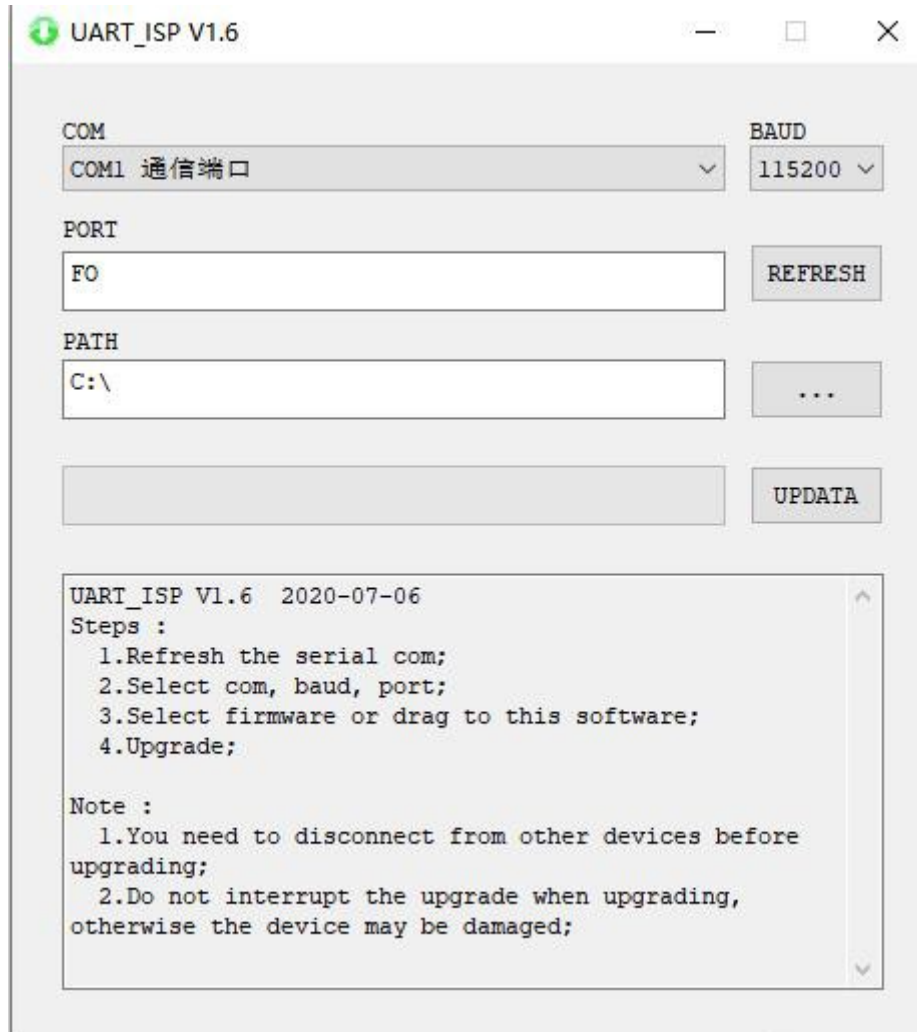 UART_ISP V1.6
COM
BAUD
COM1 通信端口
115200
PORT
FO
REFRESH
PATH
C:\
...
UPDATA
UART_ISP V1.6  2020-07-06
Steps :
  1.Refresh the serial com;
  2.Select com, baud, port;
  3.Select firmware or drag to this software;
  4.Upgrade;
Note :
  1.You need to disconnect from other devices before
upgrading;
  2.Do not interrupt the upgrade when upgrading,
otherwise the device may be damaged;